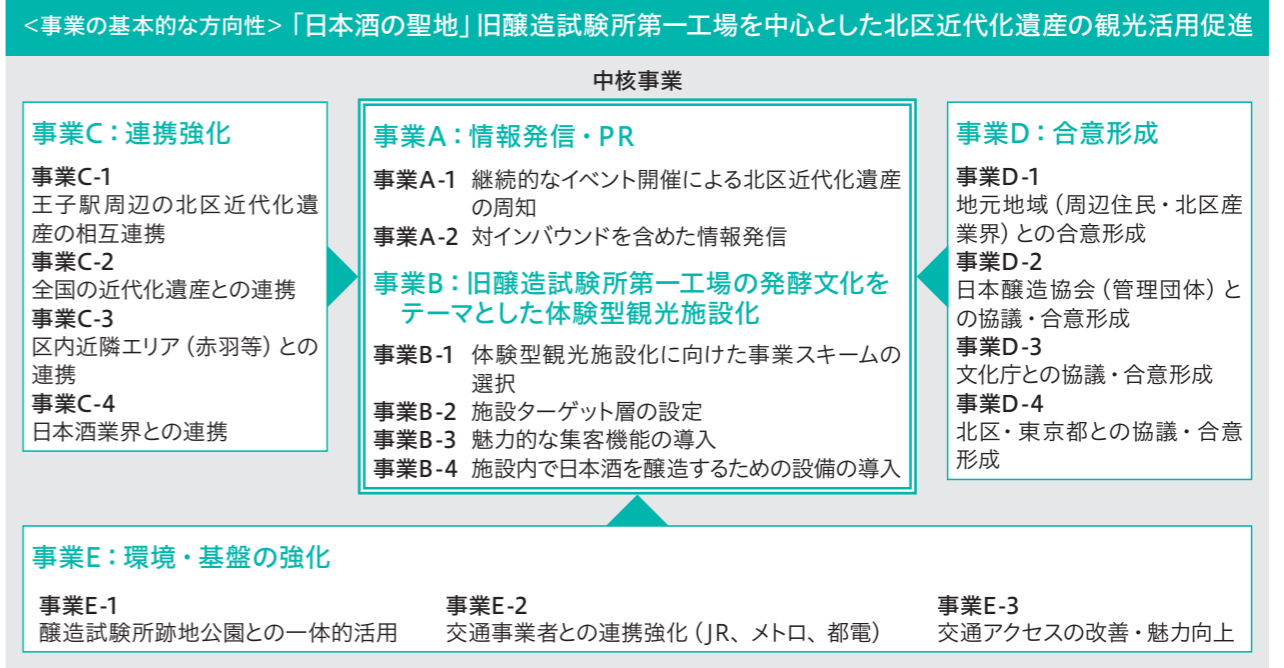 <事業の基本的な方向性>「日本酒の聖地」旧醸造試験所第一工場を中心とした北区近代化遺産の観光活用促進
中核事業
事業C：連携強化
事業C-1
王子駅周辺の北区近代化遺
産の相互連携
事業C-2
全国の近代化遺産との連携
事業C-3
区内近隣エリア（赤羽等）との
連携
事業C-4
日本酒業界との連携
事業A：情報発信・PR
事業A-1 継続的なイベント開催による北区近代化遺産
の周知
事業A-2 対インバウンドを含めた情報発信
事業B：旧醸造試験所第一工場の発酵文化を
テーマとした体験型観光施設化
事業B-1 体験型観光施設化に向けた事業スキームの
選択
事業B-2 施設ターゲット層の設定
事業B-3 魅力的な集客機能の導入
事業B-4 施設内で日本酒を醸造するための設備の導入
事業D：合意形成
事業D-1
地元地域（周辺住民・北区産
業界）との合意形成
事業D-2
日本醸造協会（管理団体）と
の協議・合意形成
事業D-3
文化庁との協議・合意形成
事業D-4
北区・東京都との協議・合意
形成
事業E：環境・基盤の強化
事業E-1
醸造試験所跡地公園との一体的活用
事業E-2
交通事業者との連携強化（JR、メトロ、都電）
事業E-3
交通アクセスの改善・魅力向上